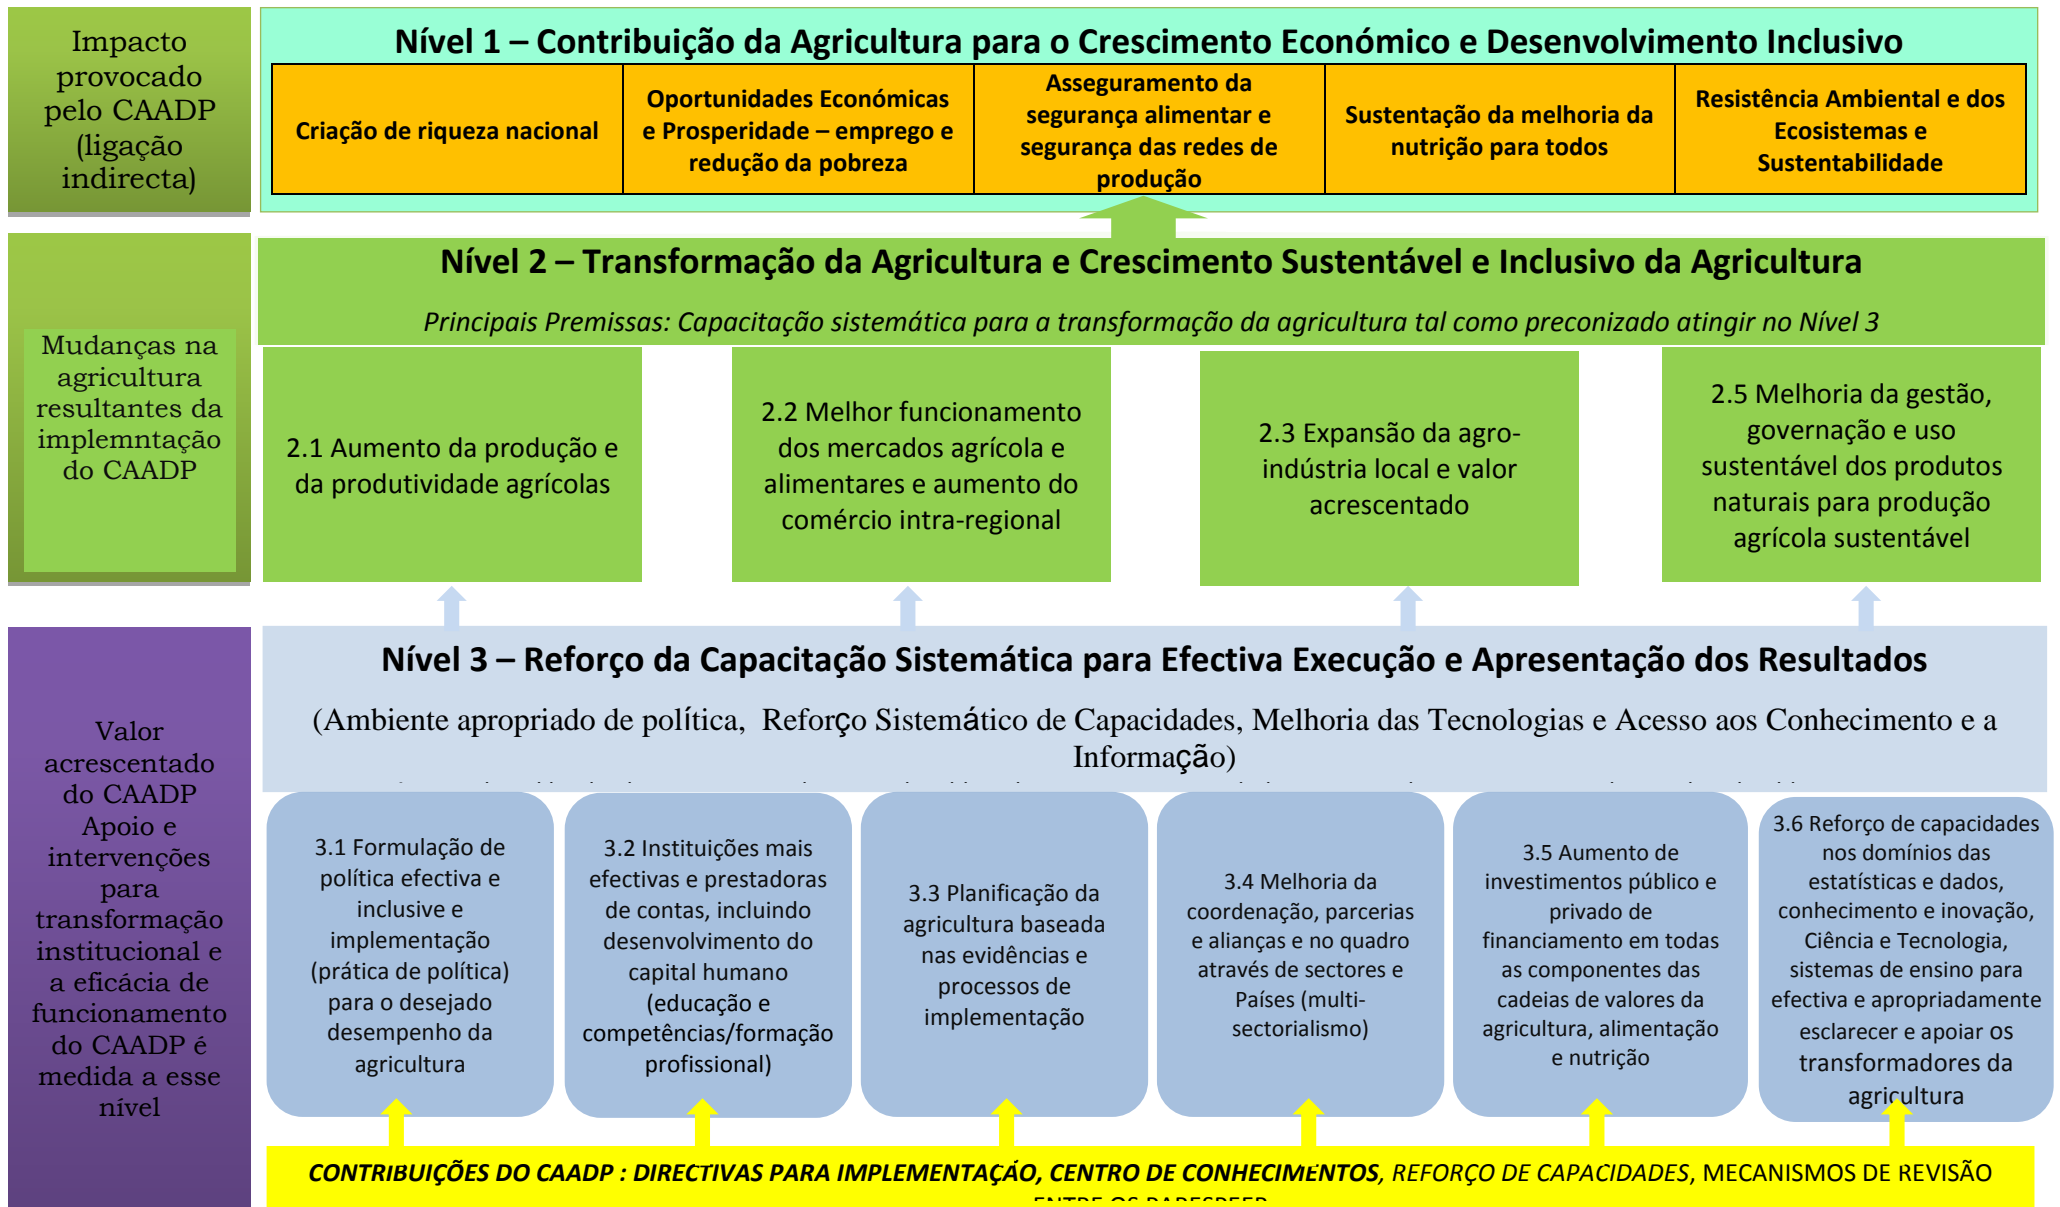 Impacto
provocado
pelo CAADP
(ligação
indirecta)
Nível 1 – Contribuição da Agricultura para o Crescimento Económico e Desenvolvimento Inclusivo
Criação de riqueza nacional
Oportunidades Económicas
e Prosperidade – emprego e
redução da pobreza
Asseguramento da
segurança alimentar e
segurança das redes de
produção
Sustentação da melhoria da
nutrição para todos
Resistência Ambiental e dos
Ecosistemas e
Sustentabilidade
Mudanças na
agricultura
resultantes da
implemntação
do CAADP
Nível 2 – Transformação da Agricultura e Crescimento Sustentável e Inclusivo da Agricultura
Principais Premissas: Capacitação sistemática para a transformação da agricultura tal como preconizado atingir no Nível 3
2.1 Aumento da produção e
da produtividade agrícolas
2.2 Melhor funcionamento
dos mercados agrícola e
alimentares e aumento do
comércio intra-regional
2.3 Expansão da agro-
indústria local e valor
acrescentado
2.5 Melhoria da gestão,
governação e uso
sustentável dos produtos
naturais para produção
agrícola sustentável
Valor
acrescentado
do CAADP
Apoio e
intervenções
para
transformação
institucional e
a eficácia de
funcionamento
do CAADP é
medida a esse
nível
Nível 3 – Reforço da Capacitação Sistemática para Efectiva Execução e Apresentação dos Resultados
(Ambiente apropriado de política, Reforço Sistemático de Capacidades, Melhoria das Tecnologias e Acesso aos Conhecimento e a
Informação)
3.1 Formulação de
política efectiva e
inclusive e
implementação
(prática de política)
para o desejado
desempenho da
agricultura
3.2 Instituições mais
efectivas e prestadoras
de contas, incluindo
desenvolvimento do
capital humano
(educação e
competências/formação
profissional)
3.3 Planificação da
agricultura baseada
nas evidências e
processos de
implementação
3.4 Melhoria da
coordenação, parcerias
e alianças e no quadro
através de sectores e
Países (multi-
sectorialismo)
3.5 Aumento de
investimentos público e
privado de
financiamento em todas
as componentes das
cadeias de valores da
agricultura, alimentação
e nutrição
3.6 Reforço de capacidades
nos domínios das
estatísticas e dados,
conhecimento e inovação,
Ciência e Tecnologia,
sistemas de ensino para
efectiva e apropriadamente
esclarecer e apoiar os
transformadores da
agricultura
CONTRIBUIÇÕES DO CAADP : DIRECTIVAS PARA IMPLEMENTAÇÃO, CENTRO DE CONHECIMENTOS, REFORÇO DE CAPACIDADES, MECANISMOS DE REVISÃO
ENTRE OS